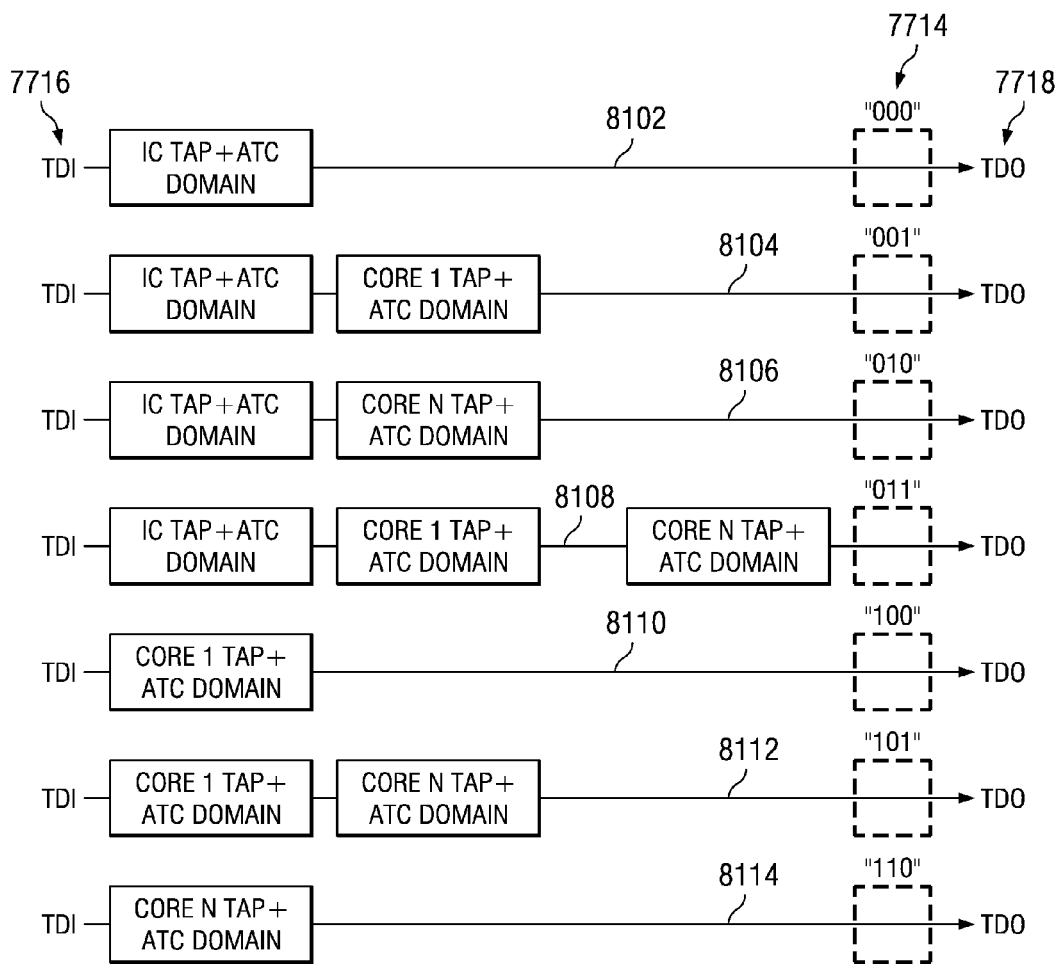 7714
7716
7718
8102
"000"
TDI
IC TAP+ATC
DOMAIN
TDO
8104
"001"
TDI
IC TAP+ATC
DOMAIN
CORE 1 TAP+
ATC DOMAIN
TDO
8106
"010"
TDI
IC TAP+ATC
DOMAIN
CORE N TAP+
ATC DOMAIN
TDO
8108
"011"
TDI
IC TAP+ATC
DOMAIN
CORE 1 TAP+
ATC DOMAIN
CORE N TAP+
ATC DOMAIN
TDO
8110
"100"
TDI
CORE 1 TAP+
ATC DOMAIN
TDO
8112
"101"
TDI
CORE 1 TAP+
ATC DOMAIN
CORE N TAP+
ATC DOMAIN
TDO
8114
"110"
TDI
CORE N TAP+
ATC DOMAIN
TDO